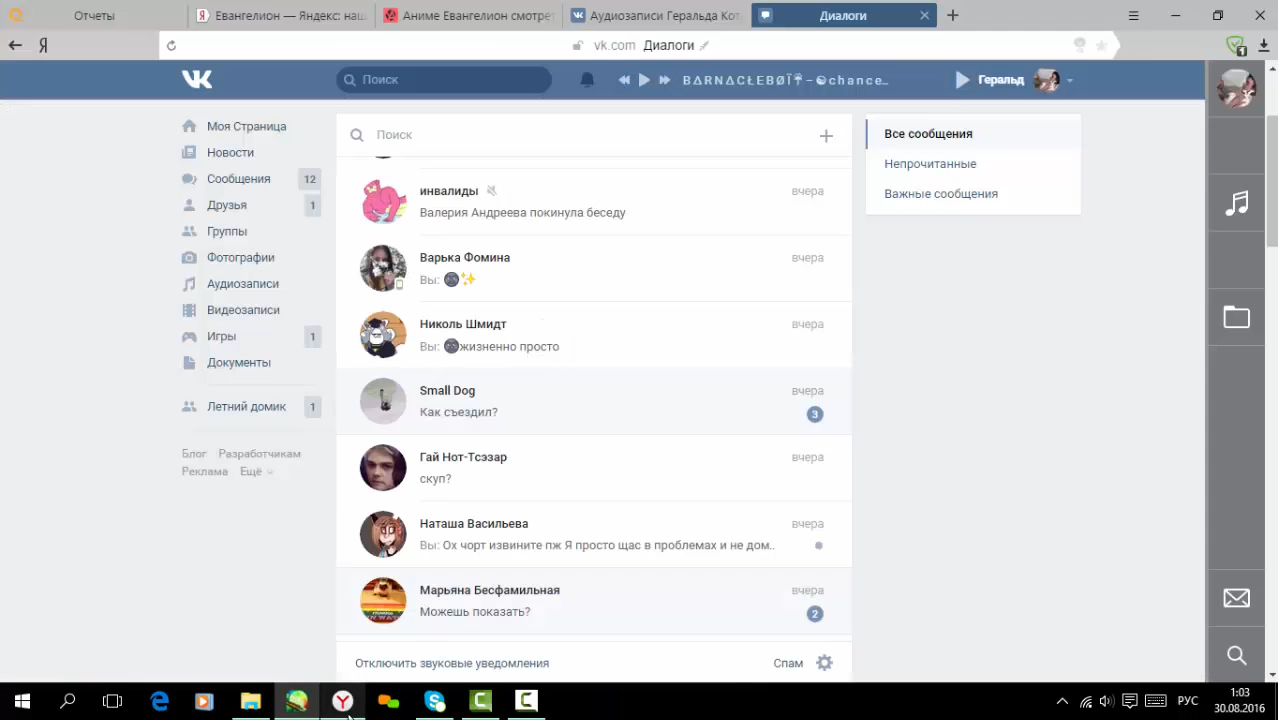 Отчеты
Евангелион — Яндекс: наш
Аниме Евангелион смотрет
Аудиозаписи Геральда Кот
Диалоги
Я
vk.com Диалоги
1
Поиск
B∆RN∆CŁEBØЇ☥–☯chance…
Геральд
Моя Страница
Новости
Сообщения 12
Друзья 1
Группы
Фотографии
Аудиозаписи
Видеозаписи
Игры 1
Документы
Летний домик 1
Блог Разработчикам
Реклама Ещё
Поиск
инвалиды вчера
Валерия Андреева покинула беседу
Варька Фомина вчера
Вы: 🌚✨
Николь Шмидт вчера
Вы: 🌚жизненно просто
Small Dog вчера
Как съездил? 3
Гай Нот-Тсэзар вчера
скуп?
Наташа Васильева вчера
Вы: Ох чорт извините пж Я просто щас в проблемах и не дом..
Марьяна Бесфамильная вчера
Можешь показать? 2
Отключить звуковые уведомления Спам
Все сообщения
Непрочитанные
Важные сообщения
РУС
1:03
30.08.2016